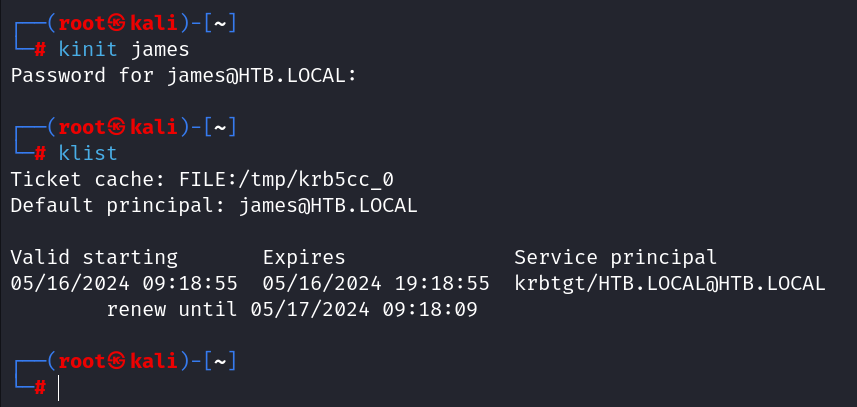 ┌──(root㉿kali)-[~]
└─# kinit james
Password for james@HTB.LOCAL:
┌──(root㉿kali)-[~]
└─# klist
Ticket cache: FILE:/tmp/krb5cc_0
Default principal: james@HTB.LOCAL
Valid starting       Expires              Service principal
05/16/2024 09:18:55  05/16/2024 19:18:55  krbtgt/HTB.LOCAL@HTB.LOCAL
        renew until 05/17/2024 09:18:09
┌──(root㉿kali)-[~]
└─#